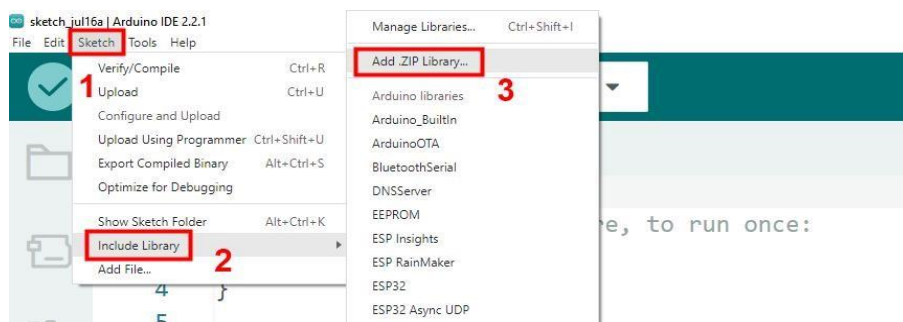 sketch_jul16a | Arduino IDE 2.2.1
File Edit Sketch Tools Help
1
Verify/Compile Ctrl+R
Upload Ctrl+U
Configure and Upload
Upload Using Programmer Ctrl+Shift+U
Export Compiled Binary Alt+Ctrl+S
Optimize for Debugging
Show Sketch Folder Alt+Ctrl+K
Include Library
2
Add File...
Manage Libraries... Ctrl+Shift+I
Add .ZIP Library...
3
Arduino libraries
Arduino_BuiltIn
ArduinoOTA
BluetoothSerial
DNSServer
EEPROM
ESP Insights
ESP RainMaker
ESP32
ESP32 Async UDP
re, to run once:
4 }
5